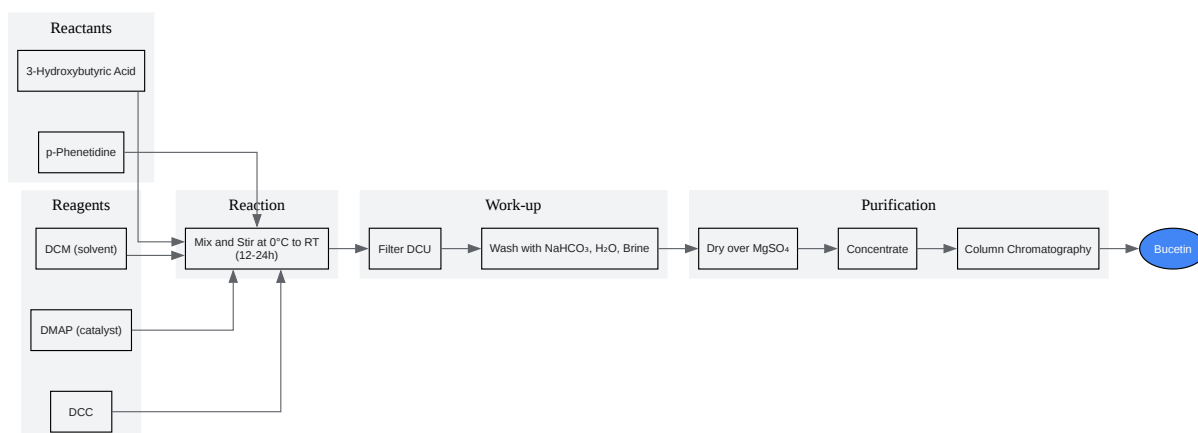 Reactants
3-Hydroxybutyric Acid
p-Phenetidine
Reagents
DCM (solvent)
DMAP (catalyst)
DCC
Reaction
Mix and Stir at 0°C to RT
(12-24h)
Work-up
Filter DCU
Wash with NaHCO₃, H₂O, Brine
Purification
Dry over MgSO₄
Concentrate
Column Chromatography
Bucetin